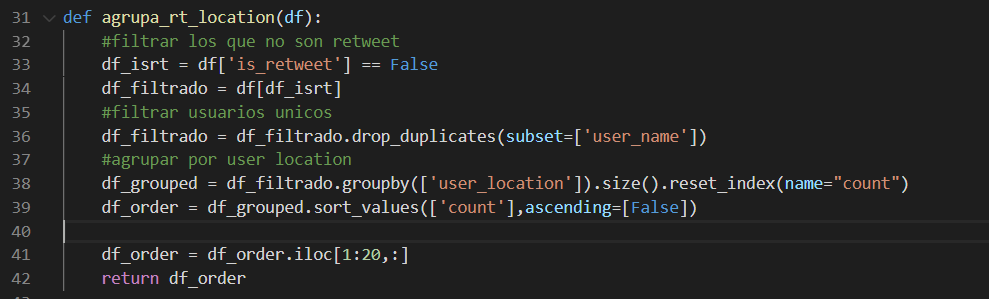 31 def agrupa_rt_location(df):
32 #filtrar los que no son retweet
33 df_isrt = df['is_retweet'] == False
34 df_filtrado = df[df_isrt]
35 #filtrar usuarios unicos
36 df_filtrado = df_filtrado.drop_duplicates(subset=['user_name'])
37 #agrupar por user location
38 df_grouped = df_filtrado.groupby(['user_location']).size().reset_index(name="count")
39 df_order = df_grouped.sort_values(['count'],ascending=[False])
40
41 df_order = df_order.iloc[1:20,:]
42 return df_order